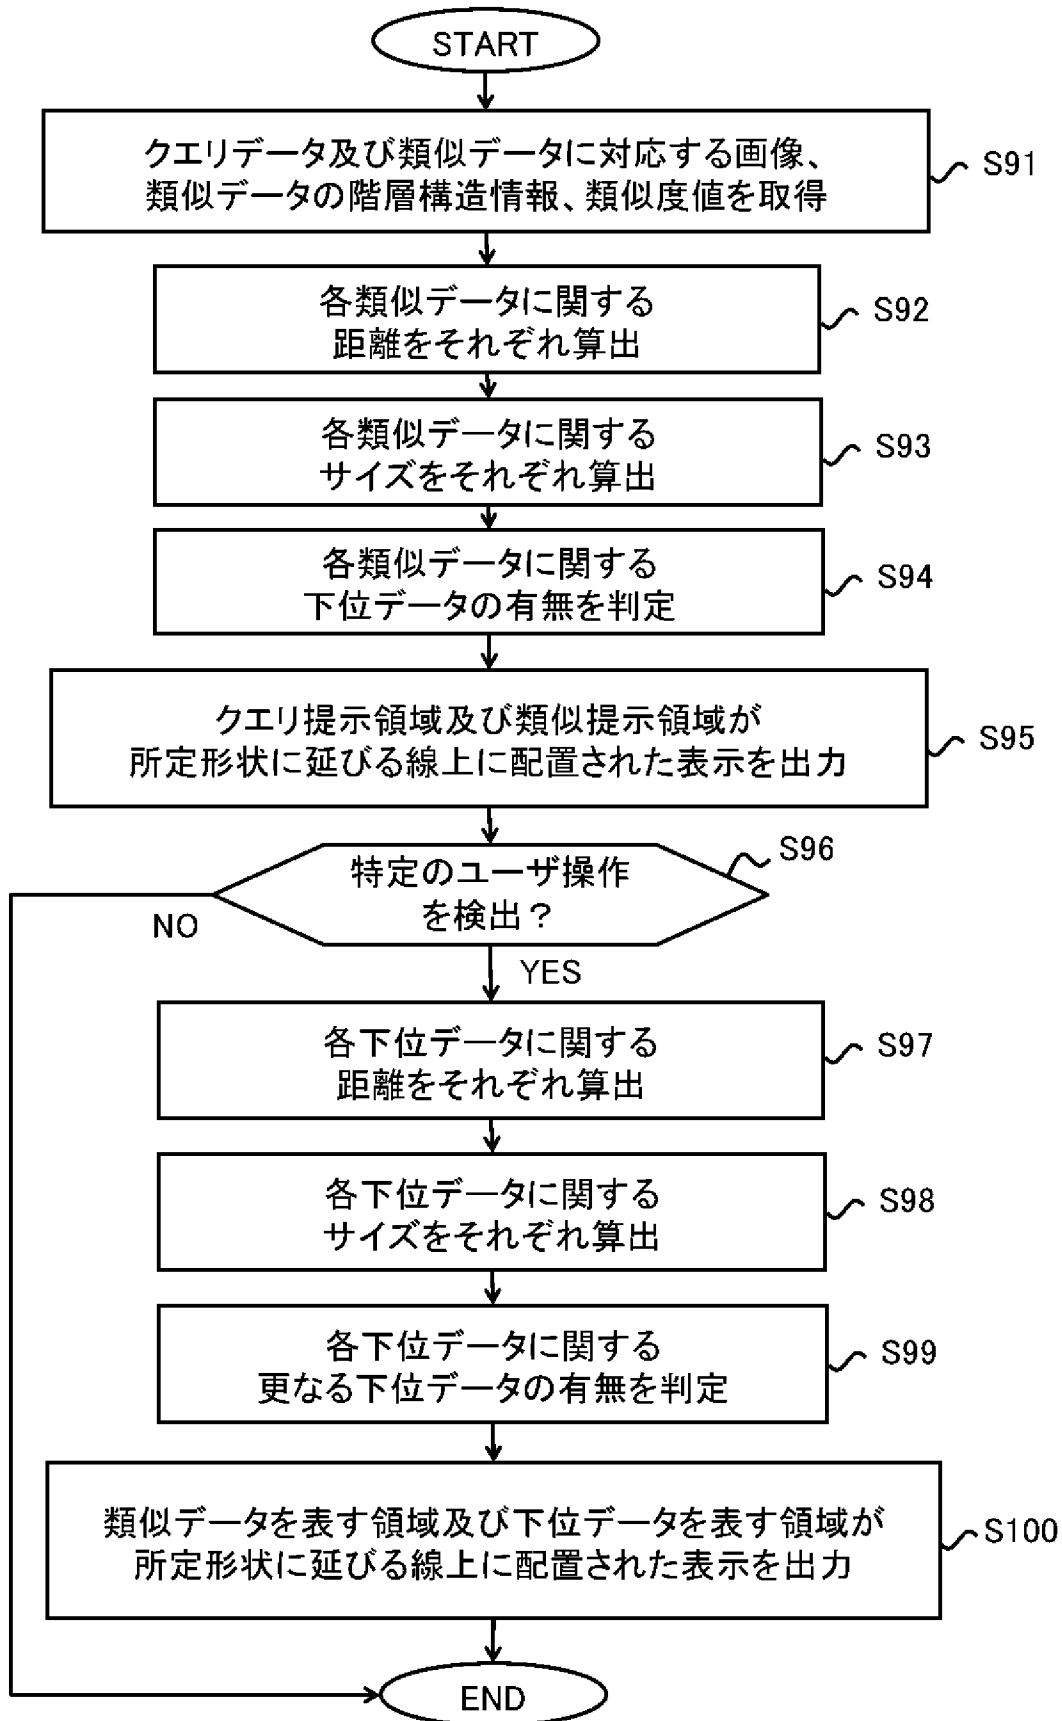 START
クエリデータ及び類似データに対応する画像、
類似データの階層構造情報、類似度値を取得
S91
各類似データに関する
距離をそれぞれ算出
S92
各類似データに関する
サイズをそれぞれ算出
S93
各類似データに関する
下位データの有無を判定
S94
クエリ提示領域及び類似提示領域が
所定形状に延びる線上に配置された表示を出力
S95
特定のユーザ操作
を検出？
S96
NO
YES
各下位データに関する
距離をそれぞれ算出
S97
各下位データに関する
サイズをそれぞれ算出
S98
各下位データに関する
更なる下位データの有無を判定
S99
類似データを表す領域及び下位データを表す領域が
所定形状に延びる線上に配置された表示を出力
S100
END